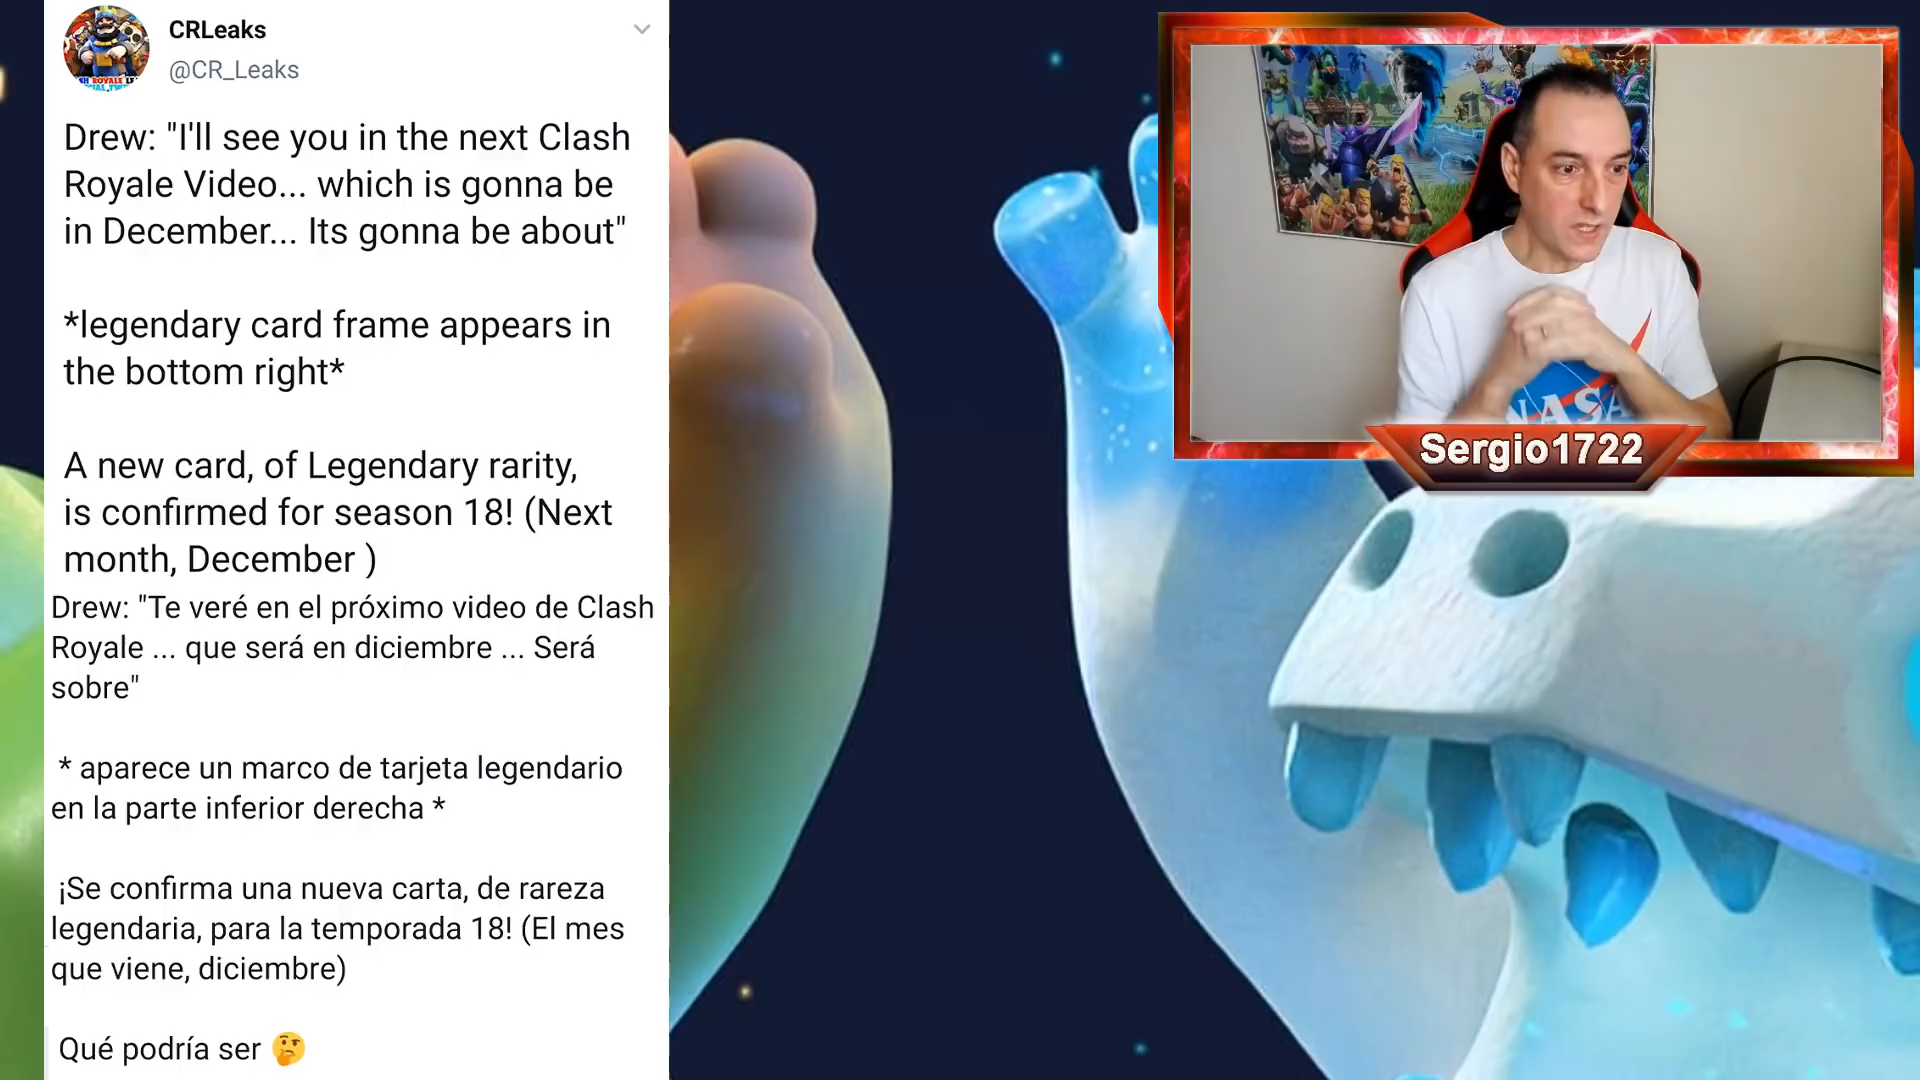 CRLeaks
@CR_Leaks
Drew: "I'll see you in the next Clash
Royale Video... which is gonna be
in December... Its gonna be about"
*legendary card frame appears in
the bottom right*
A new card, of Legendary rarity,
is confirmed for season 18! (Next
month, December )
Drew: "Te veré en el próximo video de Clash
Royale ... que será en diciembre ... Será
sobre"
* aparece un marco de tarjeta legendario
en la parte inferior derecha *
¡Se confirma una nueva carta, de rareza
legendaria, para la temporada 18! (El mes
que viene, diciembre)
Qué podría ser 🤔
NASA
Sergio1722